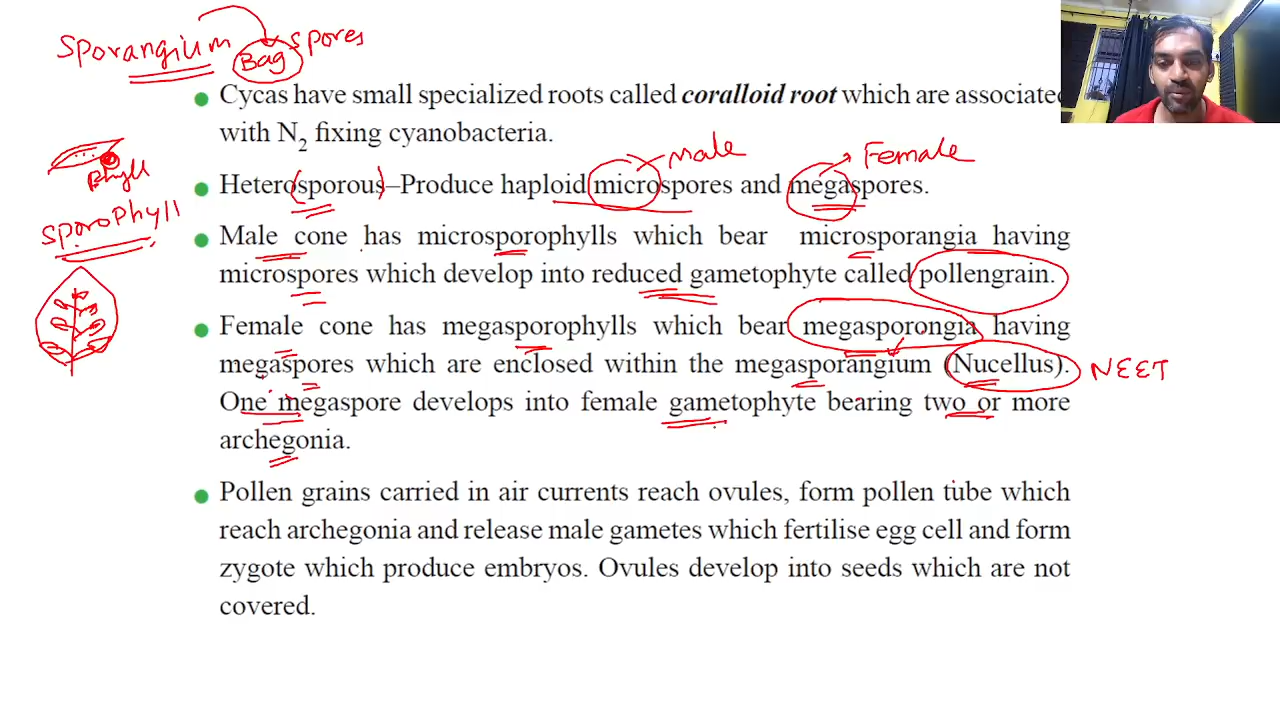 Sporangium
Bag
spores
Cycas have small specialized roots called coralloid root which are associated
with N2 fixing cyanobacteria.
Male
Female
Phyll
Heterosporous–Produce haploid microspores and megaspores.
SporoPhyll
Male cone has microsporophylls which bear microsporangia having
microspores which develop into reduced gametophyte called pollengrain.
Female cone has megasporophylls which bear megasporongia having
megaspores which are enclosed within the megasporangium (Nucellus).
NEET
One megaspore develops into female gametophyte bearing two or more
archegonia.
Pollen grains carried in air currents reach ovules, form pollen tube which
reach archegonia and release male gametes which fertilise egg cell and form
zygote which produce embryos. Ovules develop into seeds which are not
covered.